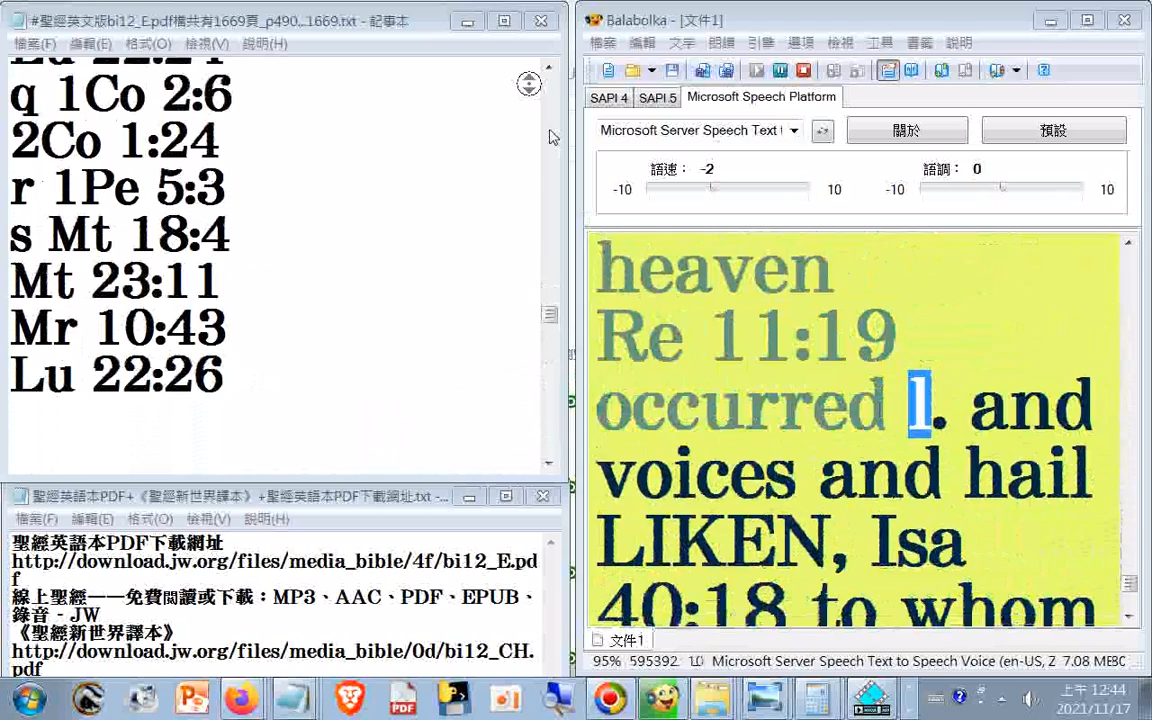 #聖經英文版bi12_E.pdf橫共有1669頁_p490,..1669.txt - 記事本
檔案(F) 編輯(E) 格式(O) 檢視(V) 說明(H)
Lu 22:24
q 1Co 2:6
2Co 1:24
r 1Pe 5:3
s Mt 18:4
Mt 23:11
Mr 10:43
Lu 22:26
聖經英語本PDF+《聖經新世界譯本》+聖經英語本PDF下載網址.txt -...
檔案(F) 編輯(E) 格式(O) 檢視(V) 說明(H)
聖經英語本PDF下載網址
http://download.jw.org/files/media_bible/4f/bi12_E.pd
f
線上聖經——免費閱讀或下載：MP3、AAC、PDF、EPUB、
錄音 - JW
《聖經新世界譯本》
http://download.jw.org/files/media_bible/0d/bi12_CH.
pdf
Balabolka - [文件1]
檔案 編輯 文字 朗讀 引擎 選項 檢視 工具 書籤 說明
SAPI 4 SAPI 5 Microsoft Speech Platform
Microsoft Server Speech Text 關於 預設
語速： -2 語調： 0
-10 10 -10 10
heaven
Re 11:19
occurred l. and
voices and hail
LIKEN, Isa
40:18 to whom
文件1
95% 595392 Microsoft Server Speech Text to Speech Voice (en-US, Z 7.08 MB
PDF
上午 12:44
2021/11/17